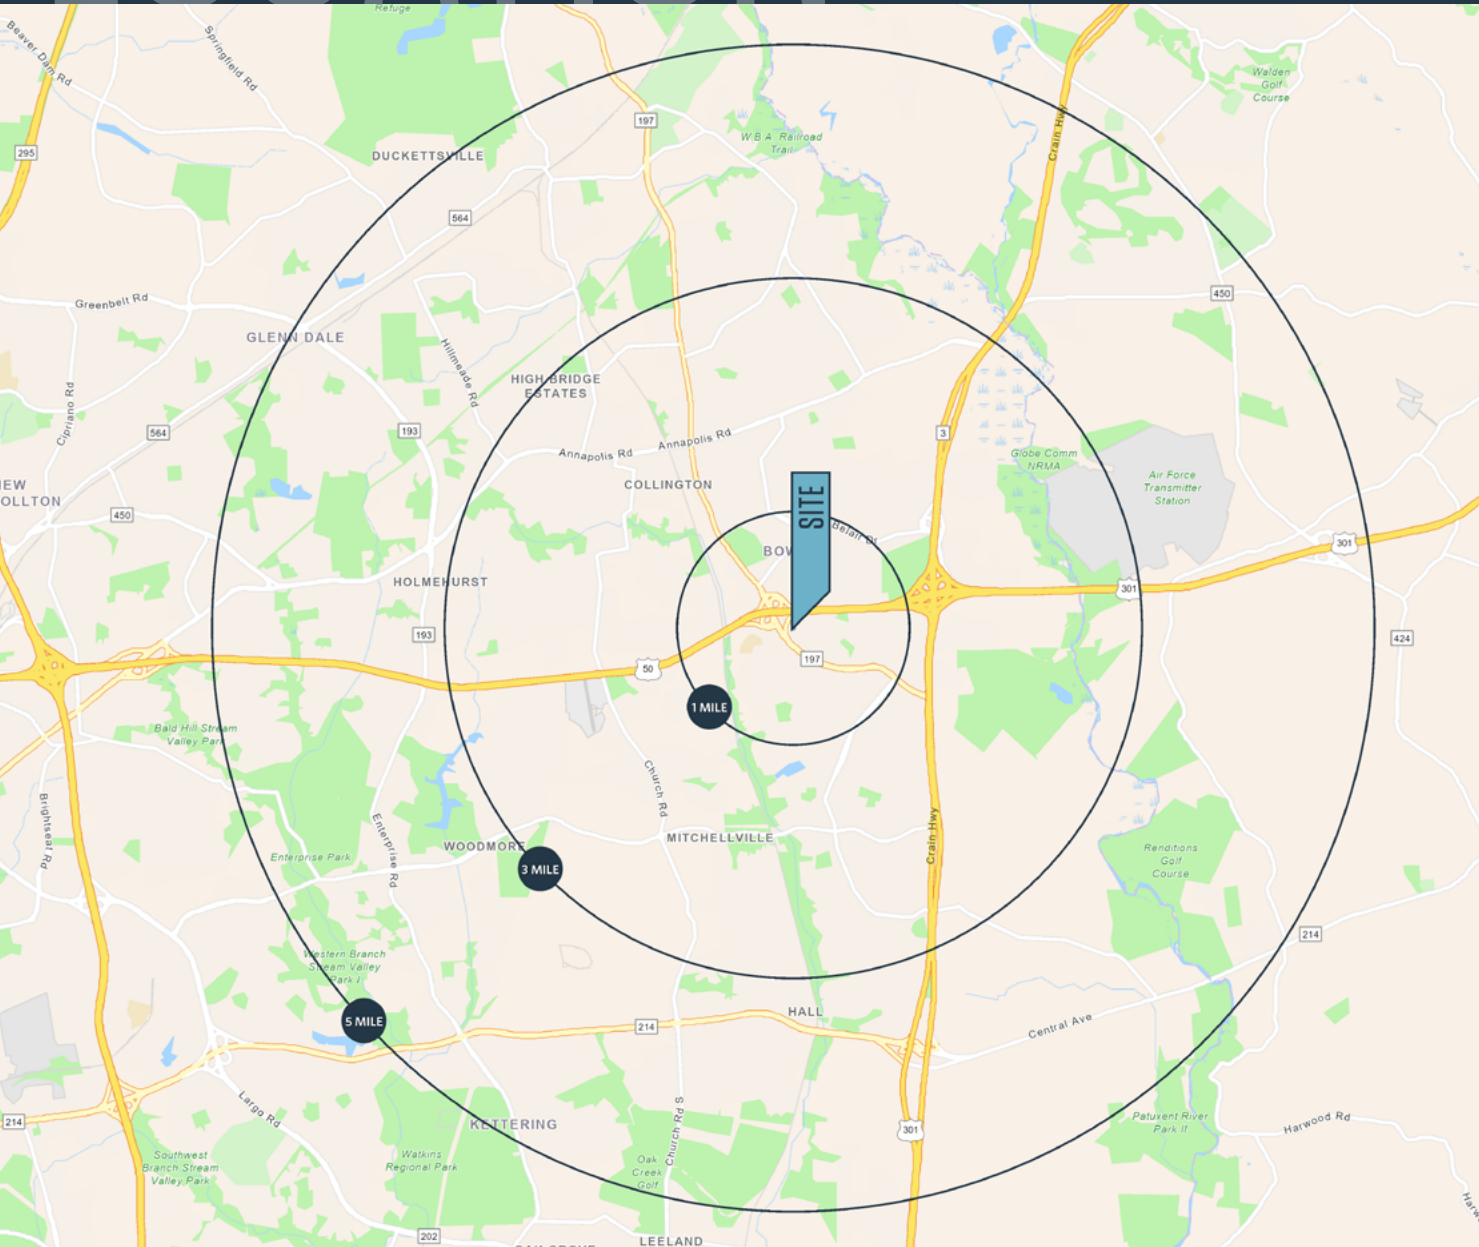 Refuge
Beaver Dam Rd
Springfield Rd
Walden
Golf
Course
197
Crain Hwy
W.B.A. Railroad
Trail
295
DUCKETTSVILLE
564
450
Greenbelt Rd
GLENN DALE
Hillmeade Rd
HIGH BRIDGE
ESTATES
Cipriano Rd
564
193
3
Annapolis Rd
Annapolis Rd
Globe Comm
NRMA
Air Force
Transmitter
Station
COLLINGTON
SITE
OLLTON
450
Belair Dr
301
HOLMEHURST
301
193
424
197
50
1 MILE
Bald Hill Stream
Valley Park
Church Rd
Brightseat Rd
Enterprise Rd
Crain Hwy
MITCHELLVILLE
WOODMORE
Enterprise Park
Renditions
Golf
Course
3 MILE
214
Western Branch
Stream Valley
Park I
HALL
5 MILE
214
Central Ave
Largo Rd
214
KETTERING
Church Rd S
301
Patuxent River
Park II
Harwood Rd
Southwest
Branch Stream
Valley Park
Watkins
Regional Park
Oak
Creek
Golf
202
LEELAND